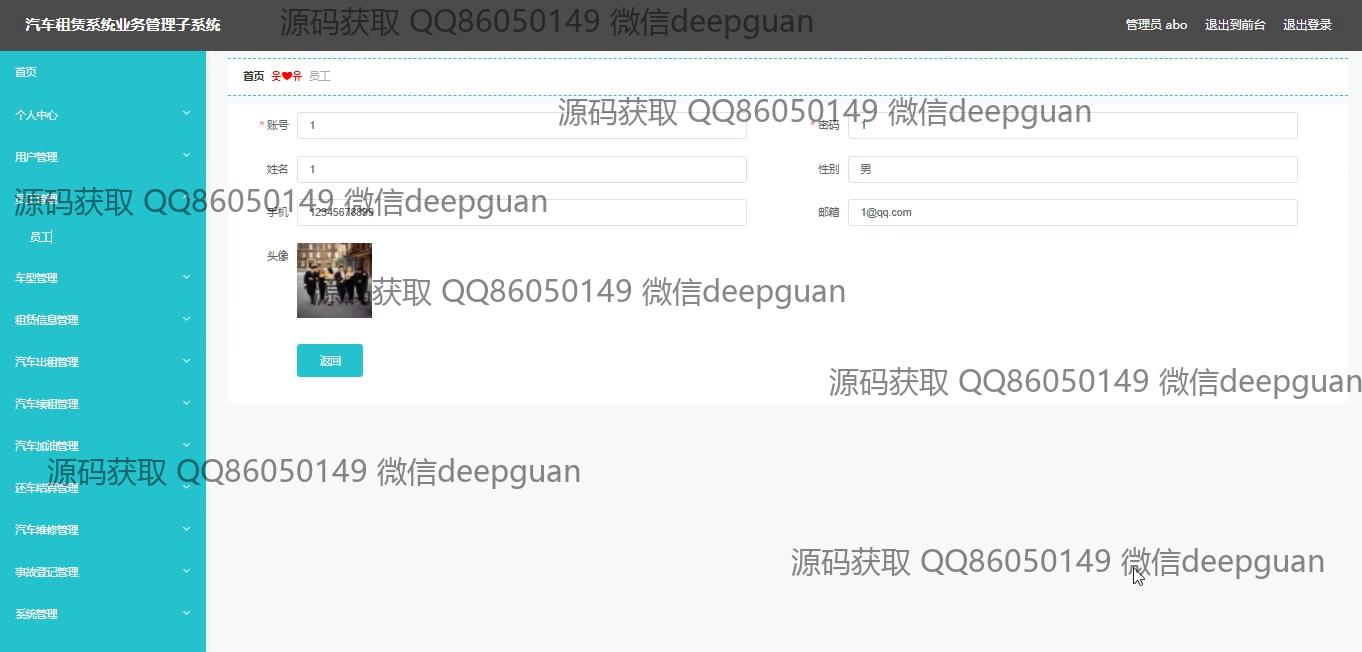 汽车租赁系统业务管理子系统
管理员 abo 退出到前台 退出登录
源码获取 QQ86050149 微信deepguan
首页
个人中心
用户管理
员工管理
员工
车型管理
租赁信息管理
汽车出租管理
汽车续租管理
汽车加油管理
还车结算管理
汽车维修管理
事故登记管理
系统管理
首页 웃❤유 员工
源码获取 QQ86050149 微信deepguan
* 账号 1
* 密码 1
姓名 1
性别 男
源码获取 QQ86050149 微信deepguan
手机 12345678899
邮箱 1@qq.com
头像
源码获取 QQ86050149 微信deepguan
返回
源码获取 QQ86050149 微信deepguan
源码获取 QQ86050149 微信deepguan
源码获取 QQ86050149 微信deepguan